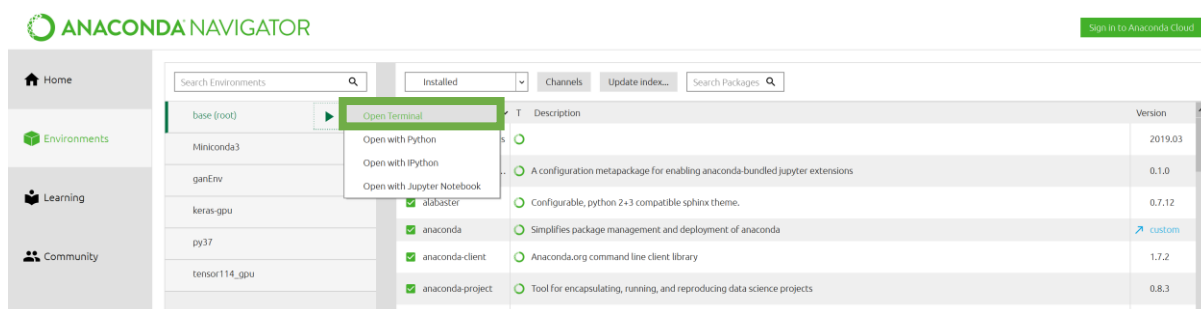 ANACONDA NAVIGATOR
Sign in to Anaconda Cloud
Home
Environments
Learning
Community
Search Environments
base (root)
Miniconda3
ganEnv
keras-gpu
py37
tensor114_gpu
Open Terminal
Open with Python
Open with IPython
Open with Jupyter Notebook
Installed Channels Update index... Search Packages
T Description Version
s 2019.03
.. A configuration metapackage for enabling anaconda-bundled jupyter extensions 0.1.0
alabaster Configurable, python 2+3 compatible sphinx theme. 0.7.12
anaconda Simplifies package management and deployment of anaconda custom
anaconda-client Anaconda.org command line client library 1.7.2
anaconda-project Tool for encapsulating, running, and reproducing data science projects 0.8.3